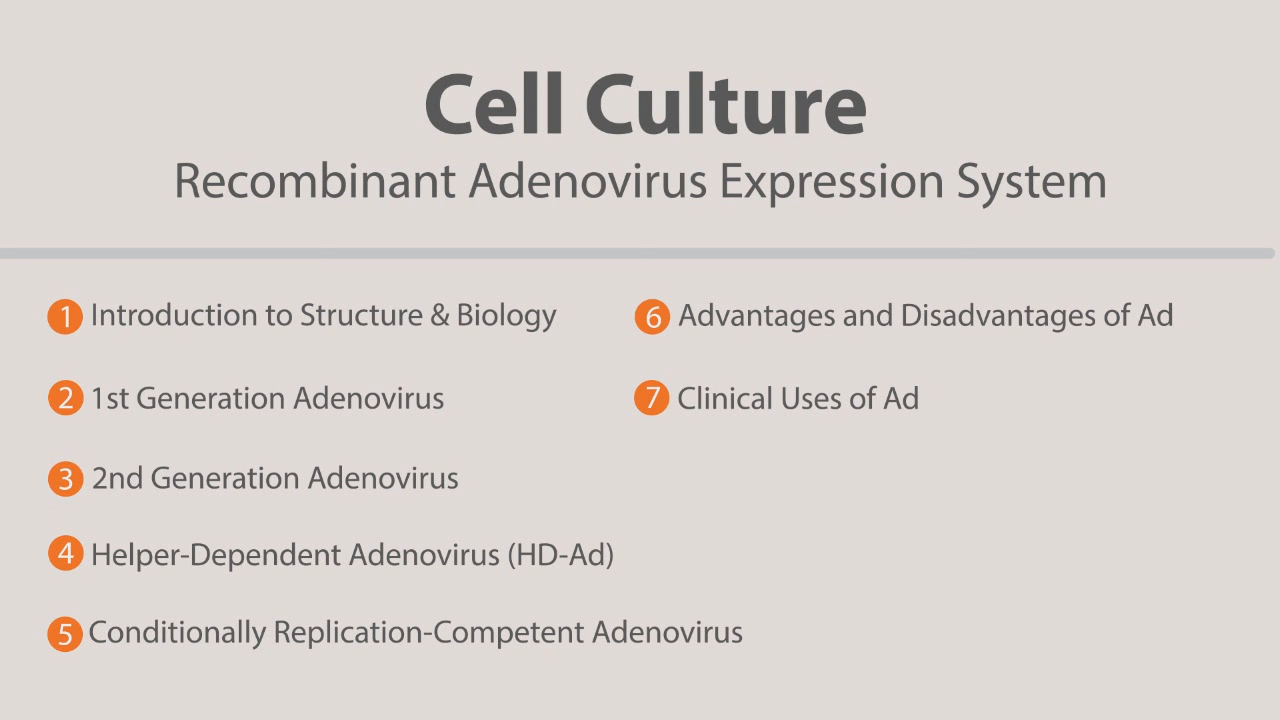 Cell Culture
Recombinant Adenovirus Expression System
1 Introduction to Structure & Biology
2 1st Generation Adenovirus
3 2nd Generation Adenovirus
4 Helper-Dependent Adenovirus (HD-Ad)
5 Conditionally Replication-Competent Adenovirus
6 Advantages and Disadvantages of Ad
7 Clinical Uses of Ad